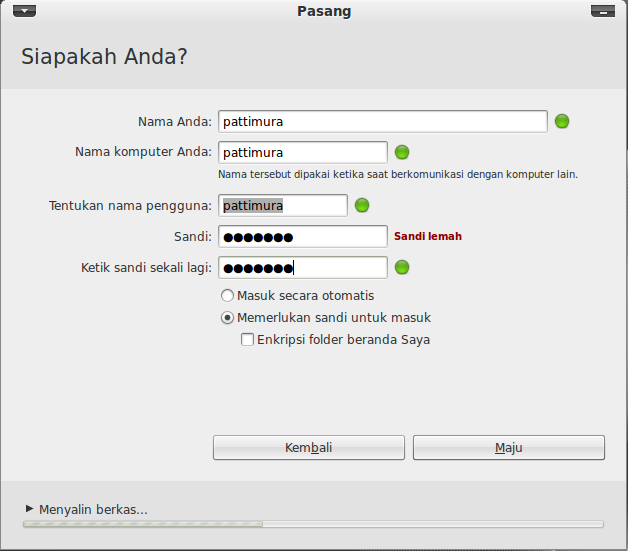 Pasang
Siapakah Anda?
Nama Anda: pattimura
Nama komputer Anda: pattimura
Nama tersebut dipakai ketika saat berkomunikasi dengan komputer lain.
Tentukan nama pengguna: pattimura
Sandi: ●●●●●●● Sandi lemah
Ketik sandi sekali lagi: ●●●●●●●
Masuk secara otomatis
Memerlukan sandi untuk masuk
Enkripsi folder beranda Saya
Kembali Maju
Menyalin berkas...